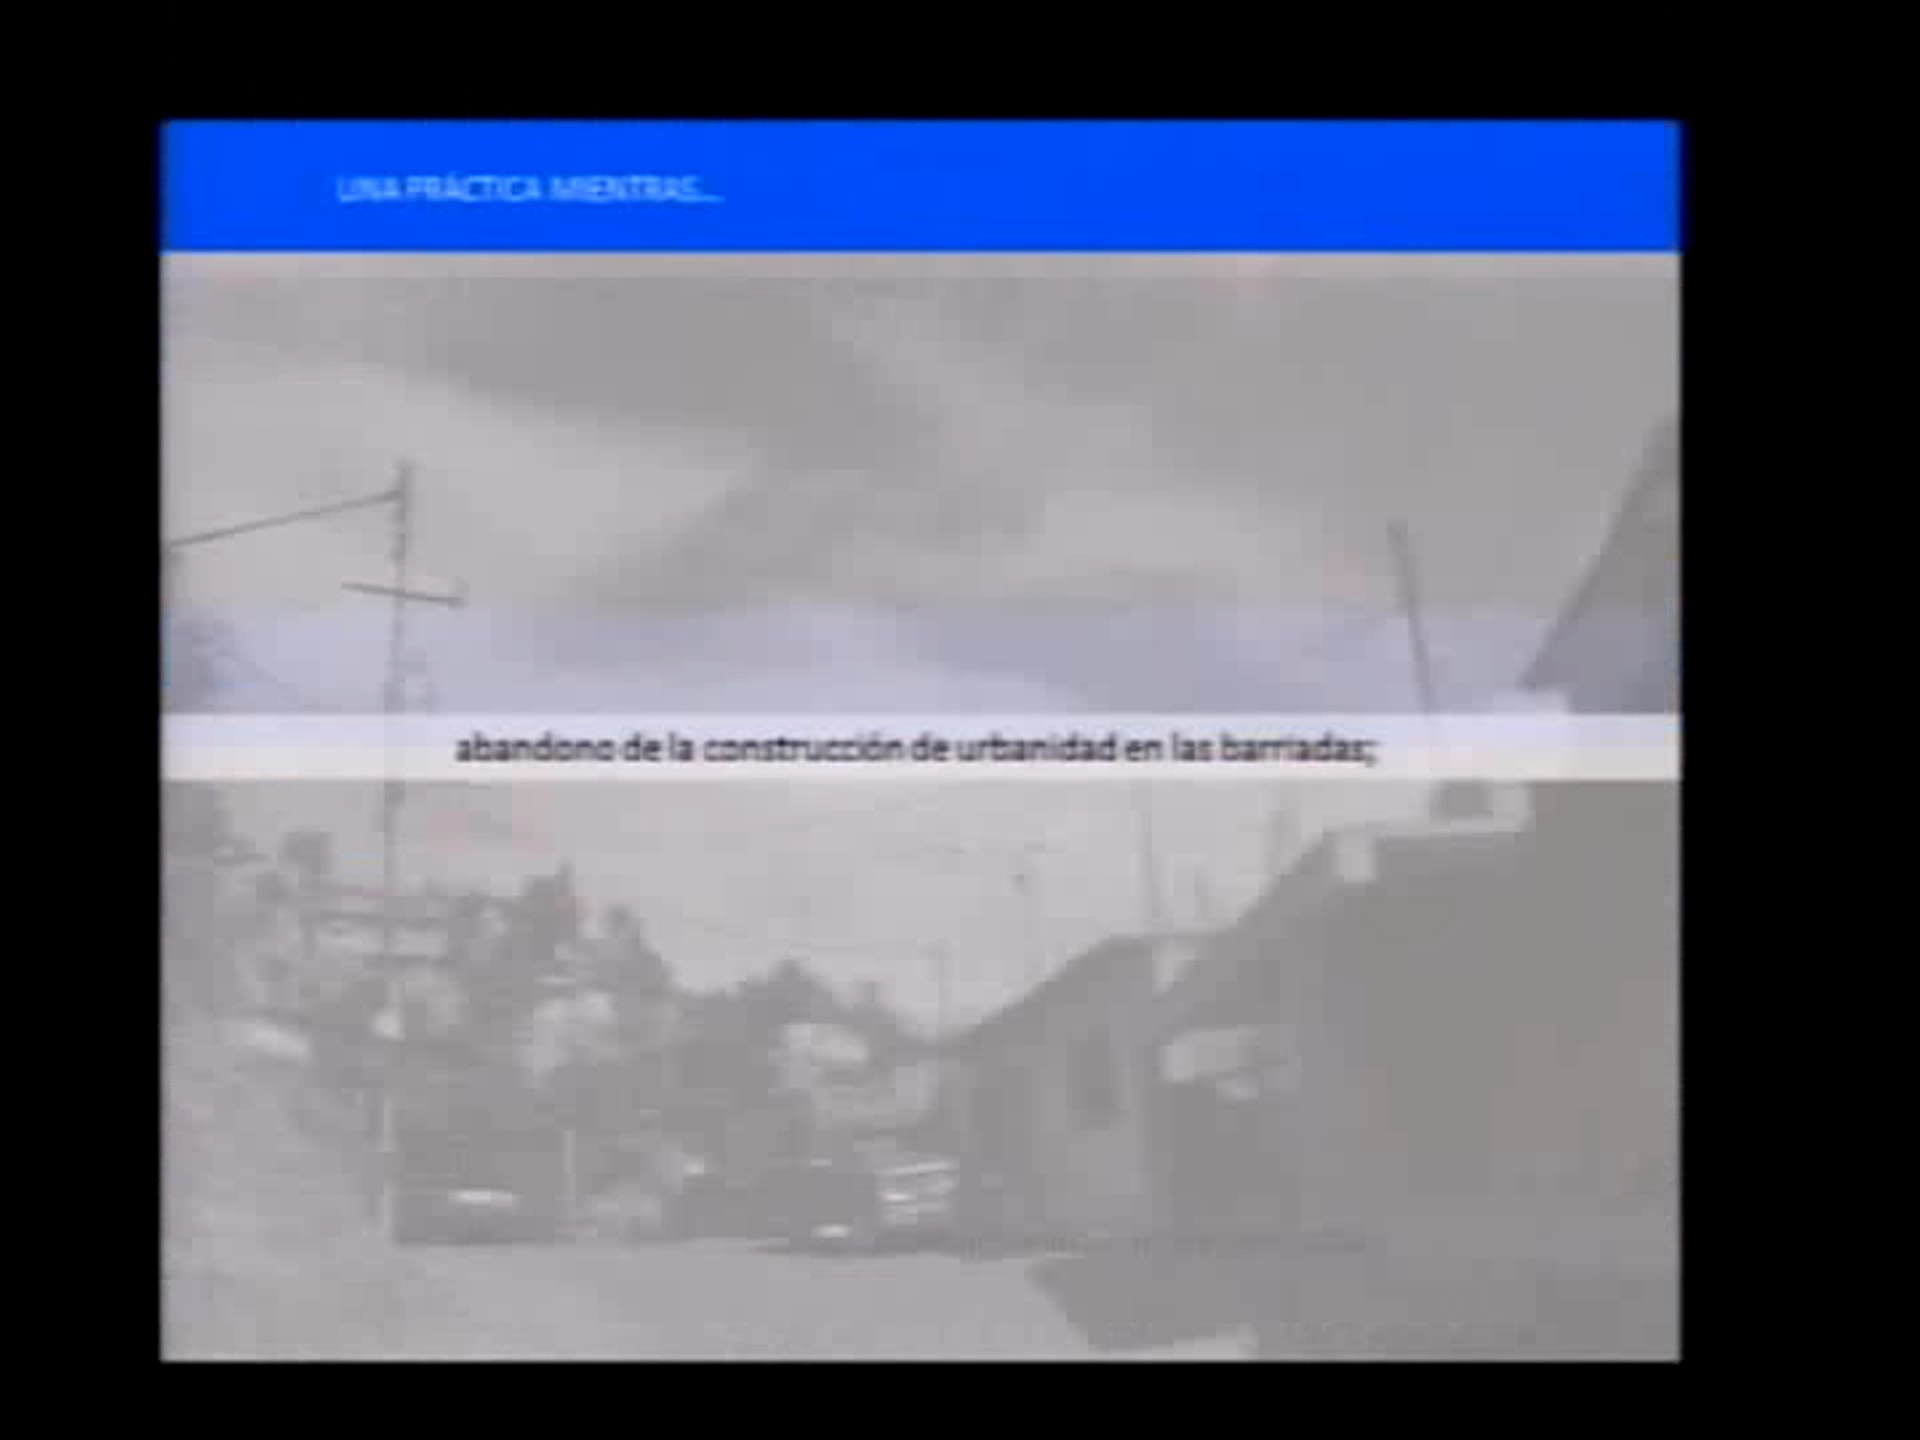 UNA PRÁCTICA MIENTRAS...
abandono de la construcción de urbanidad en las barriadas;